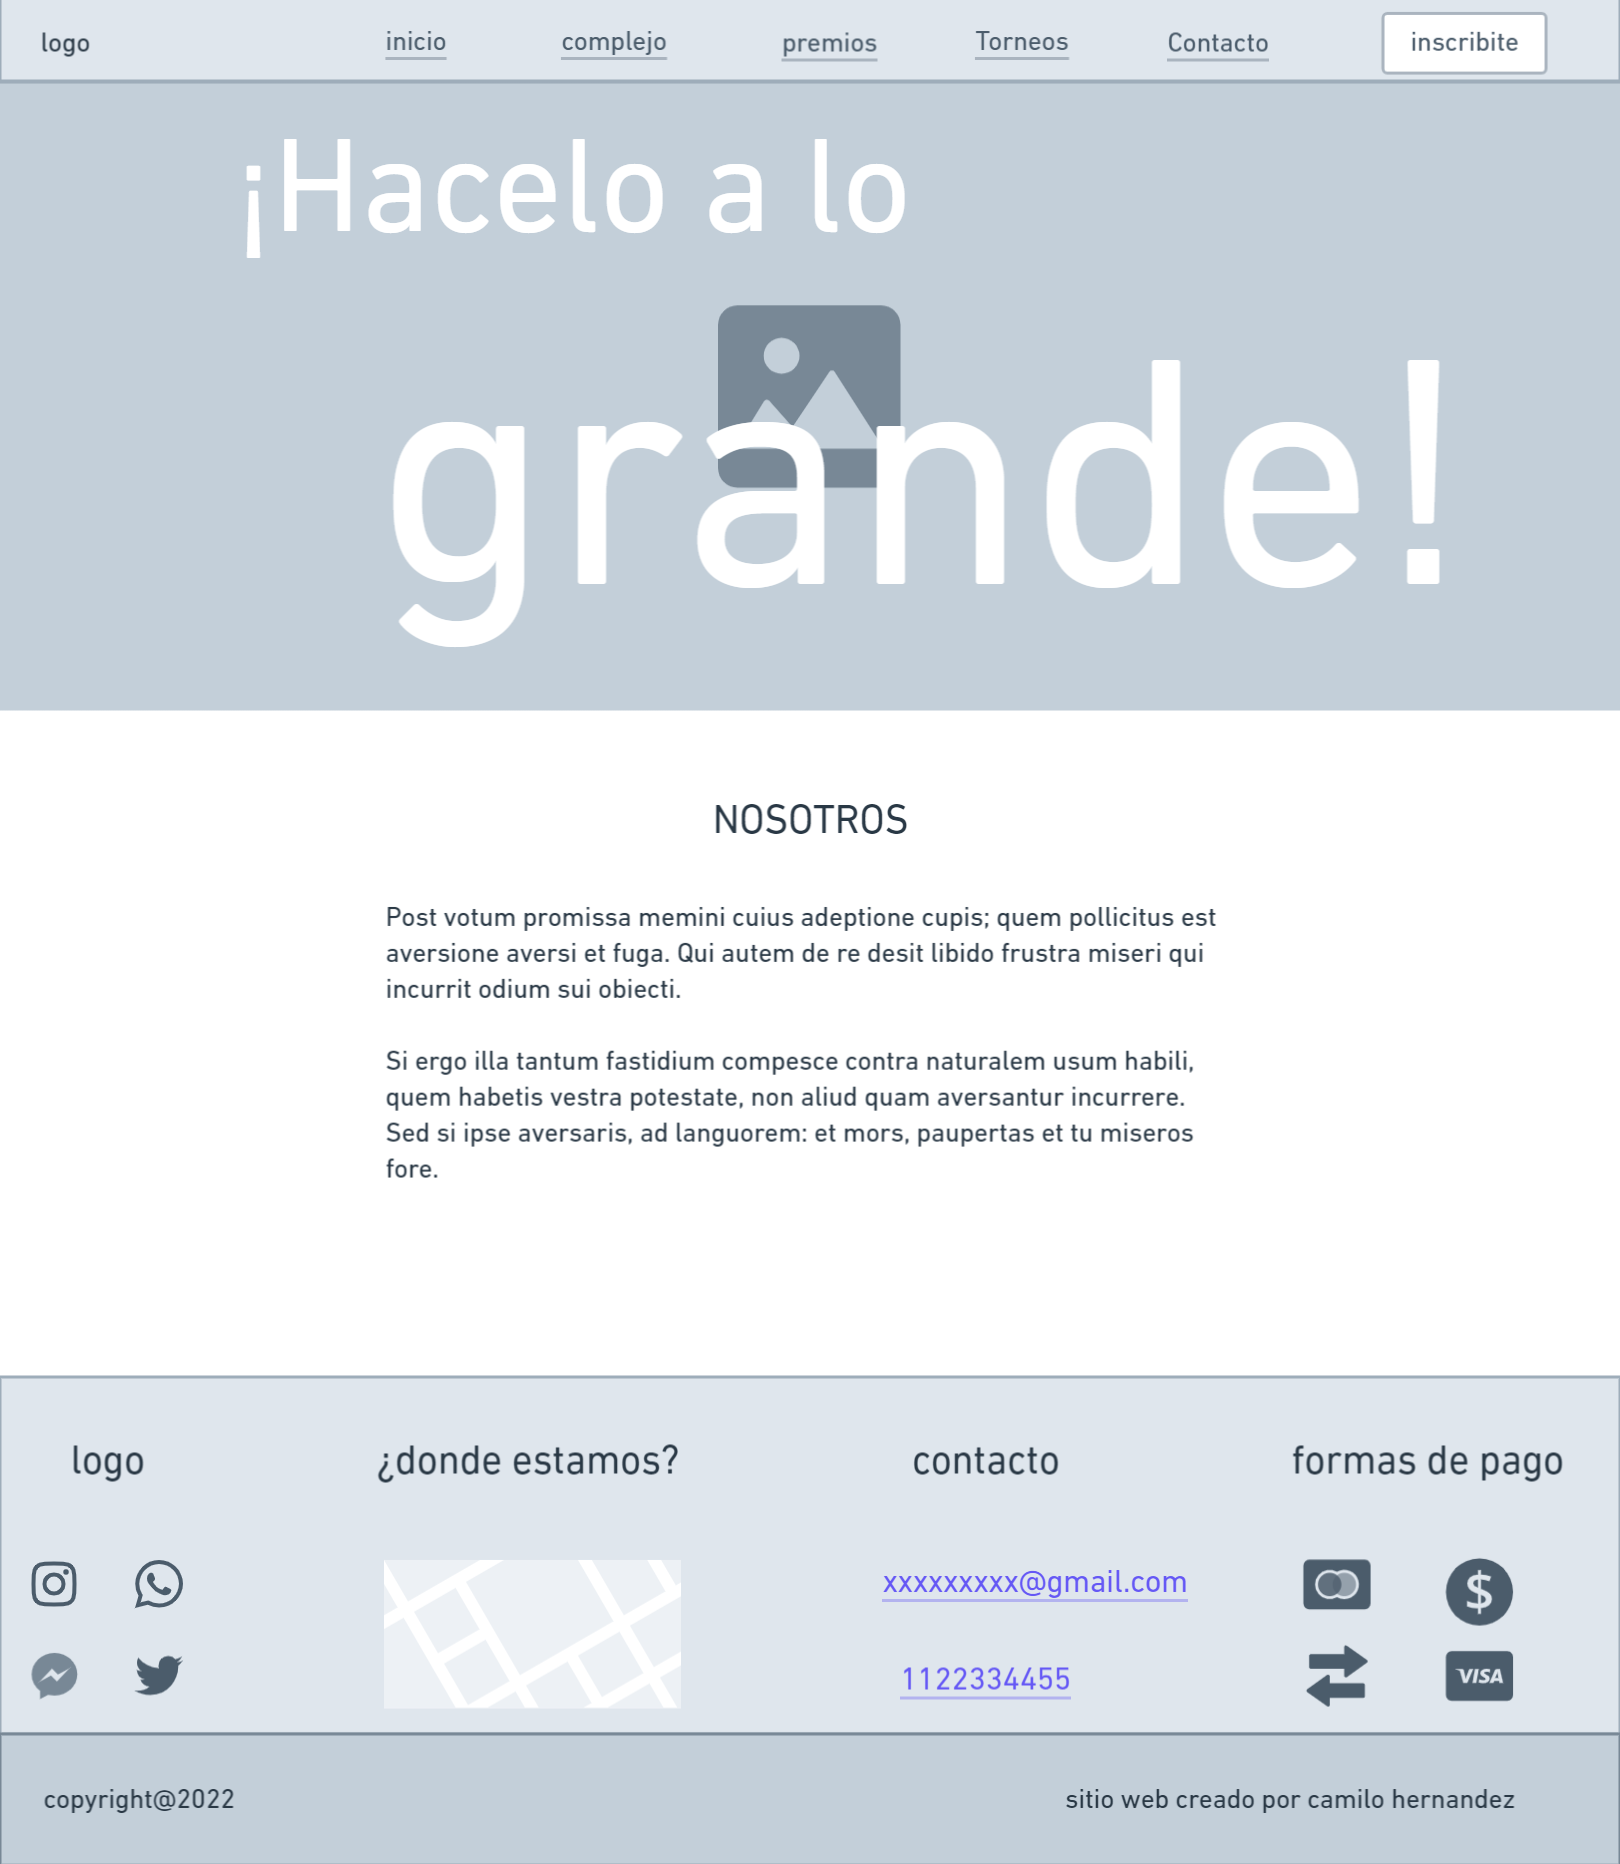 logo
inicio
complejo
premios
Torneos
Contacto
inscribite
¡Hacelo a lo
grande!
NOSOTROS
Post votum promissa memini cuius adeptione cupis; quem pollicitus est
aversione aversi et fuga. Qui autem de re desit libido frustra miseri qui
incurrit odium sui obiecti.
Si ergo illa tantum fastidium compesce contra naturalem usum habili,
quem habetis vestra potestate, non aliud quam aversantur incurrere.
Sed si ipse aversaris, ad languorem: et mors, paupertas et tu miseros
fore.
logo
¿donde estamos?
contacto
formas de pago
xxxxxxxxx@gmail.com
1122334455
$
VISA
copyright@2022
sitio web creado por camilo hernandez